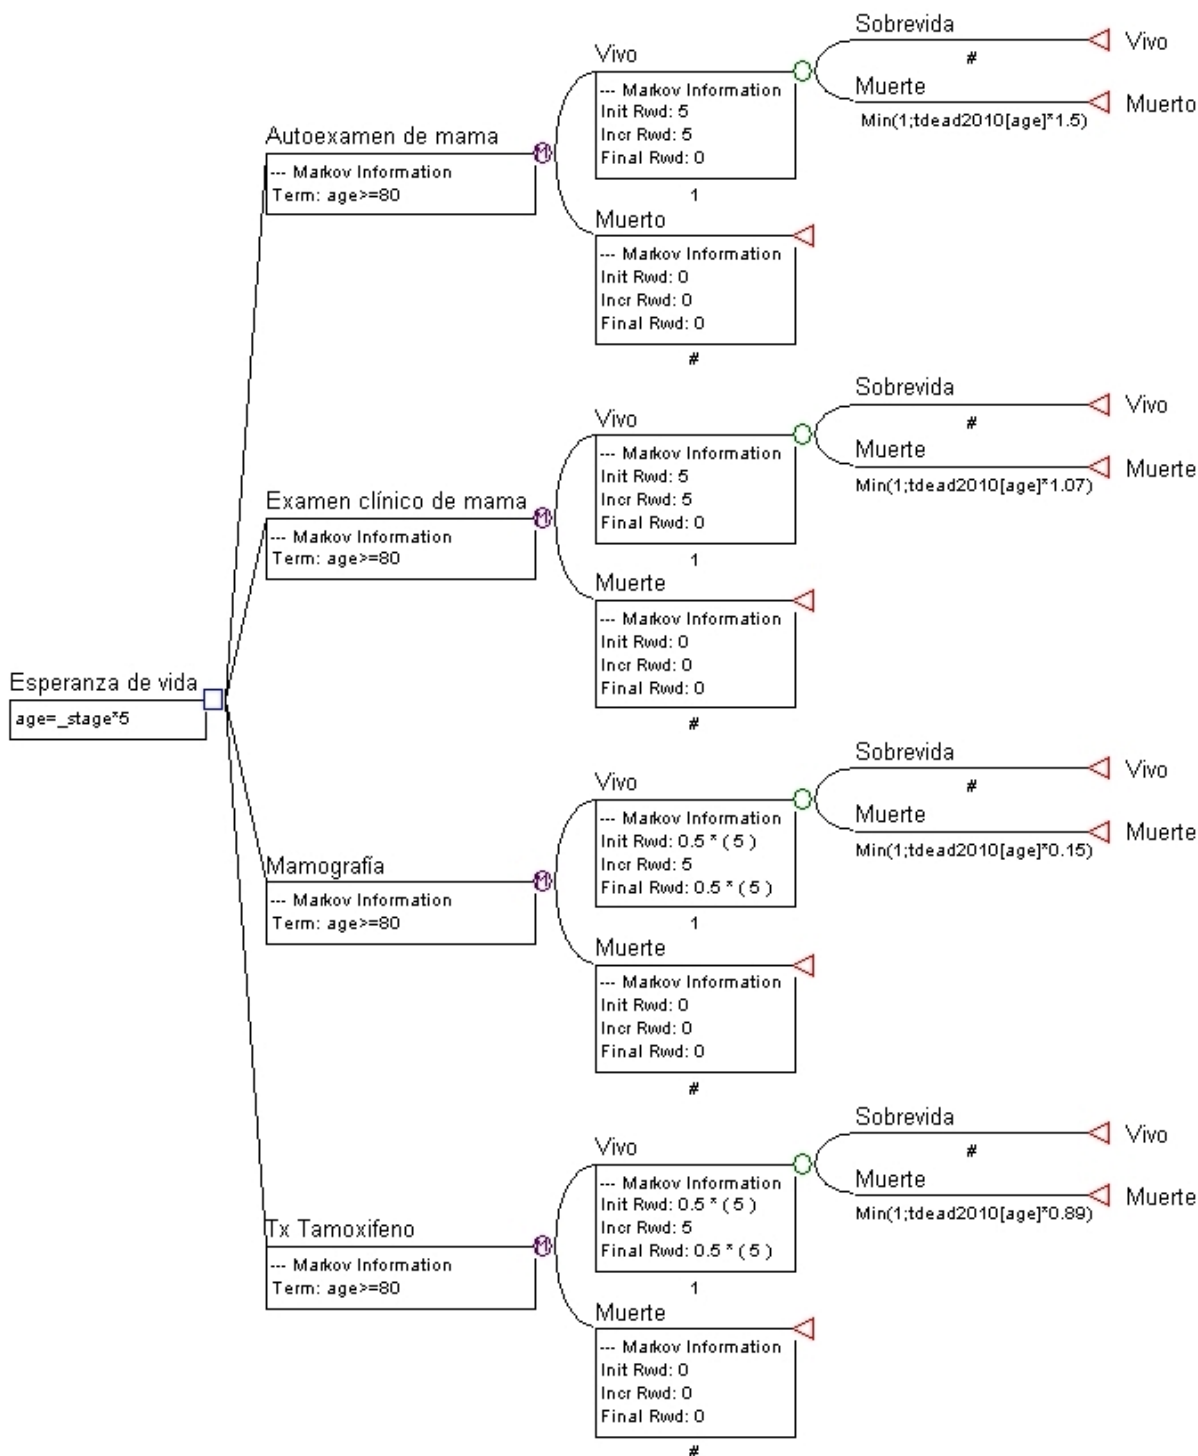 Esperanza de vida
age=_stage*5
Autoexamen de mama
--- Markov Information
Term: age>=80
Vivo
--- Markov Information
Init Rwd: 5
Incr Rwd: 5
Final Rwd: 0
1
Sobrevida
#
Vivo
Muerte
Min(1;tdead2010[age]*1.5)
Muerto
Muerto
--- Markov Information
Init Rwd: 0
Incr Rwd: 0
Final Rwd: 0
#
Examen clínico de mama
--- Markov Information
Term: age>=80
Vivo
--- Markov Information
Init Rwd: 5
Incr Rwd: 5
Final Rwd: 0
1
Sobrevida
#
Vivo
Muerte
Min(1;tdead2010[age]*1.07)
Muerte
Muerte
--- Markov Information
Init Rwd: 0
Incr Rwd: 0
Final Rwd: 0
#
Mamografía
--- Markov Information
Term: age>=80
Vivo
--- Markov Information
Init Rwd: 0.5 * ( 5 )
Incr Rwd: 5
Final Rwd: 0.5 * ( 5 )
1
Sobrevida
#
Vivo
Muerte
Min(1;tdead2010[age]*0.15)
Muerte
Muerte
--- Markov Information
Init Rwd: 0
Incr Rwd: 0
Final Rwd: 0
#
Tx Tamoxifeno
--- Markov Information
Term: age>=80
Vivo
--- Markov Information
Init Rwd: 0.5 * ( 5 )
Incr Rwd: 5
Final Rwd: 0.5 * ( 5 )
1
Sobrevida
#
Vivo
Muerte
Min(1;tdead2010[age]*0.89)
Muerte
Muerte
--- Markov Information
Init Rwd: 0
Incr Rwd: 0
Final Rwd: 0
#